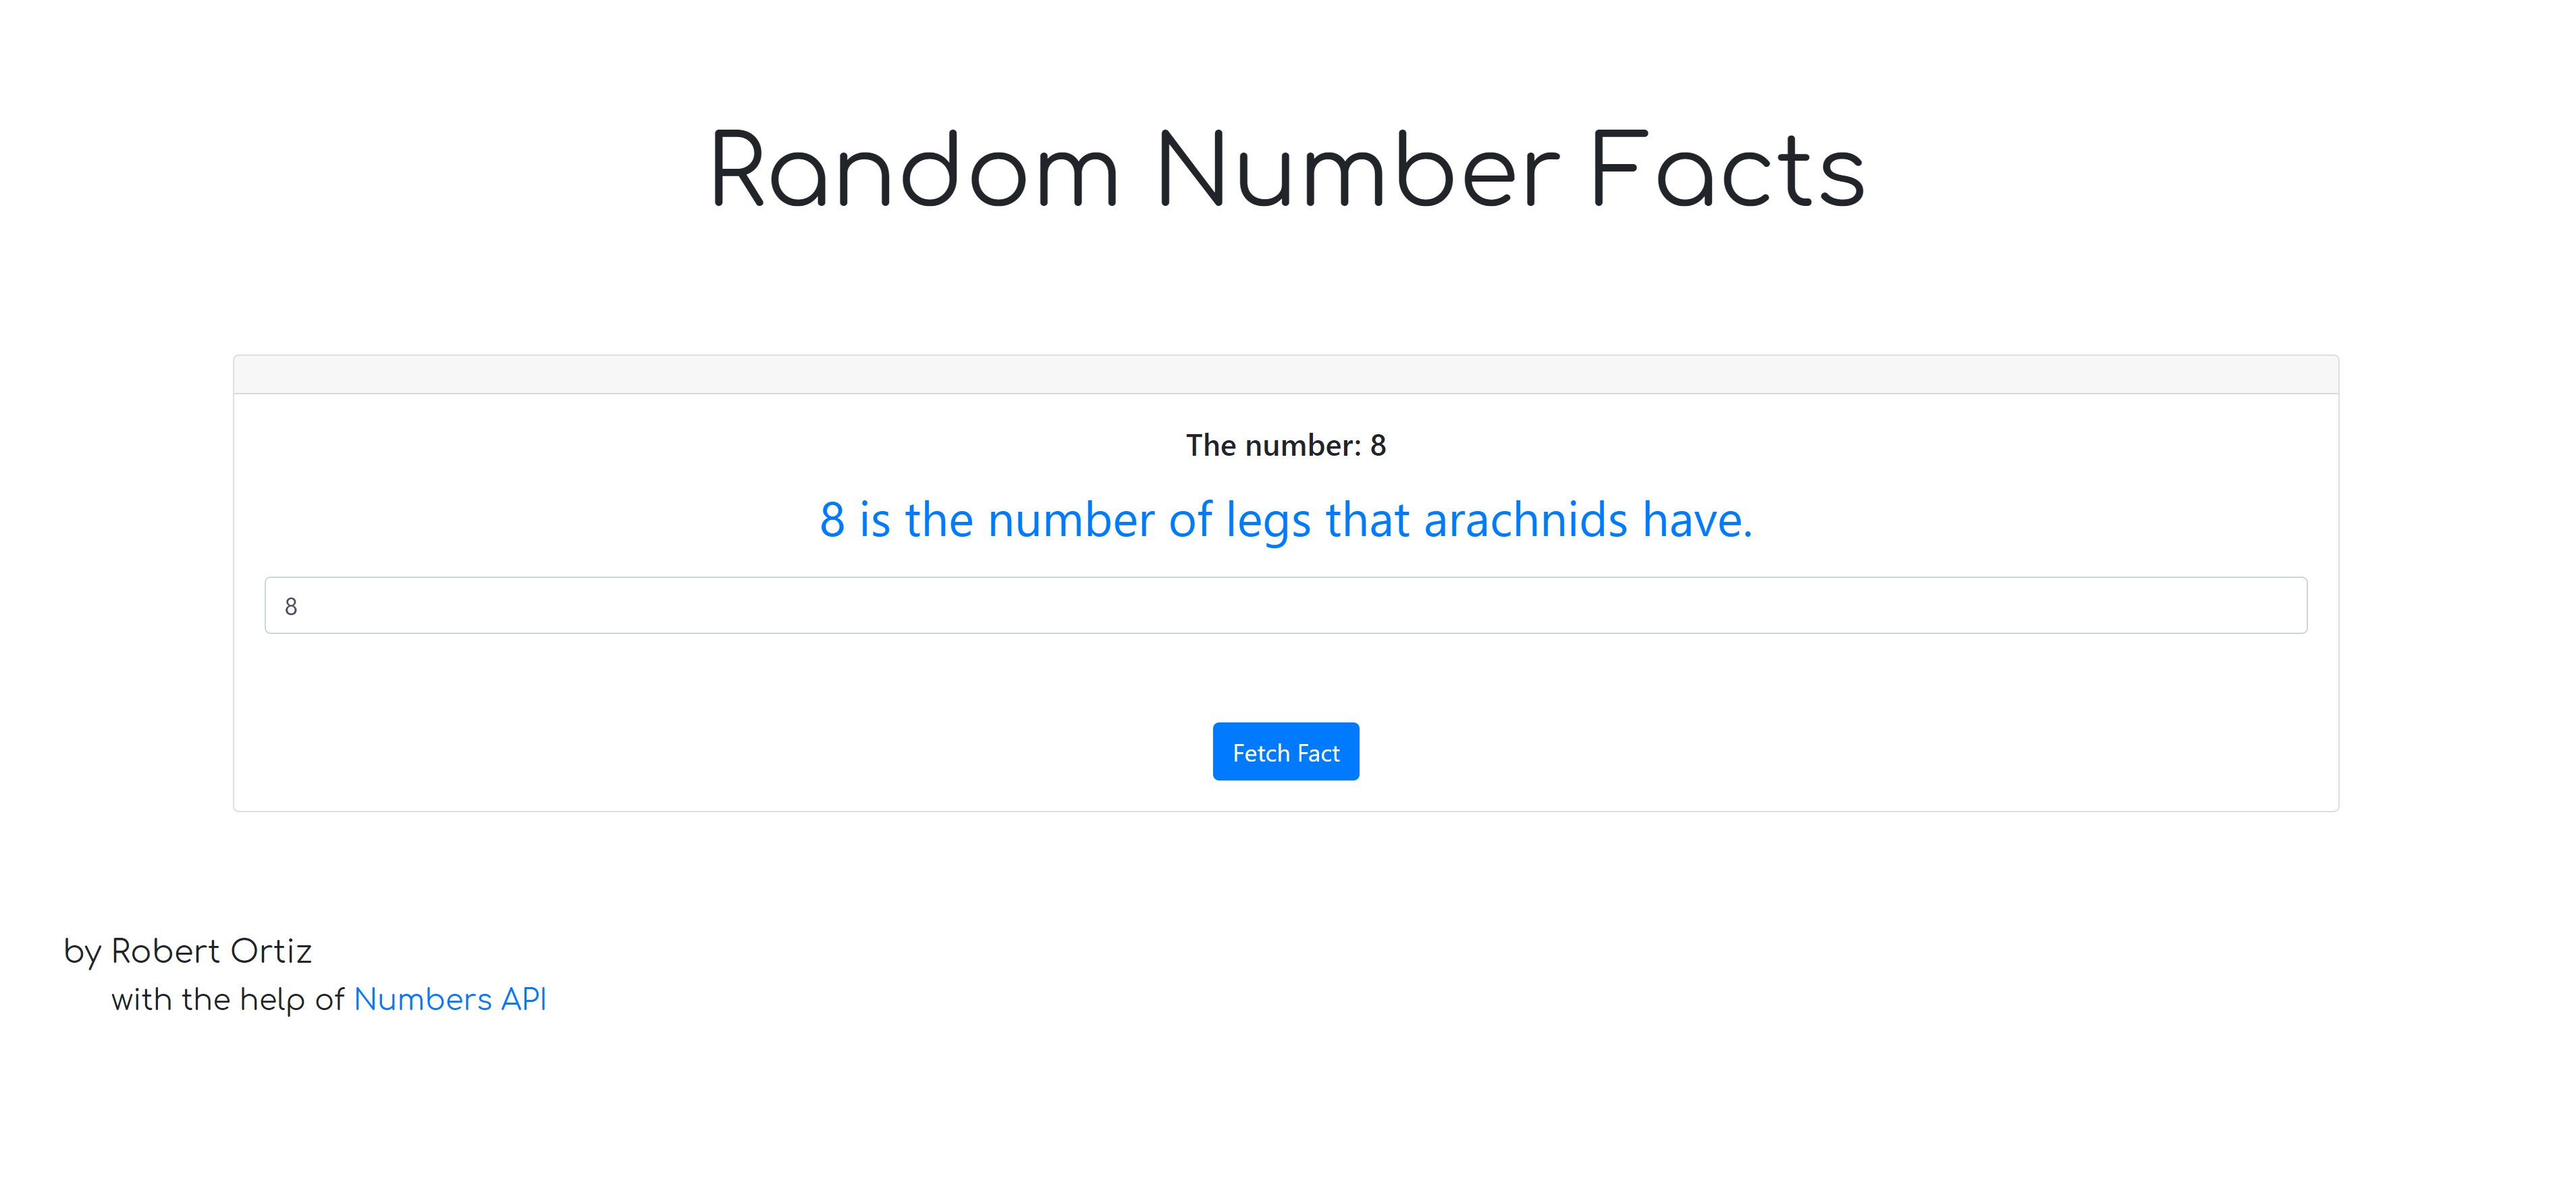 Random Number Facts
The number: 8
8 is the number of legs that arachnids have.
8
Fetch Fact
by Robert Ortiz
with the help of Numbers API